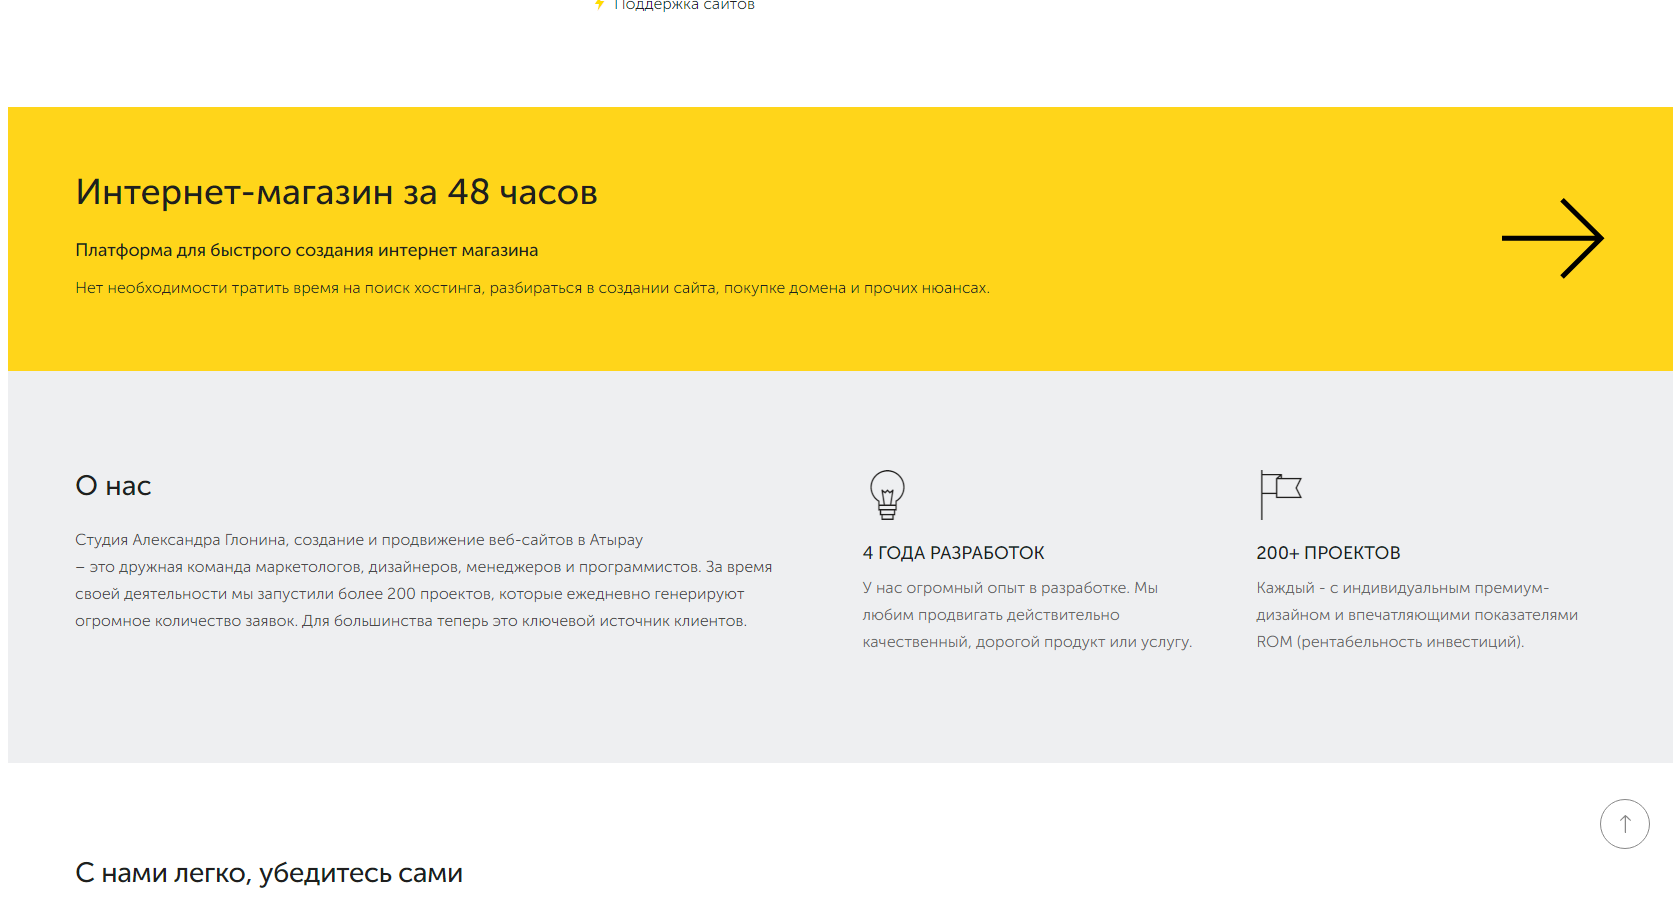 Поддержка сайтов
Интернет-магазин за 48 часов
Платформа для быстрого создания интернет магазина
Нет необходимости тратить время на поиск хостинга, разбираться в создании сайта, покупке домена и прочих нюансах.
О нас
Студия Александра Глонина, создание и продвижение веб-сайтов в Атырау
– это дружная команда маркетологов, дизайнеров, менеджеров и программистов. За время
своей деятельности мы запустили более 200 проектов, которые ежедневно генерируют
огромное количество заявок. Для большинства теперь это ключевой источник клиентов.
4 ГОДА РАЗРАБОТОК
У нас огромный опыт в разработке. Мы
любим продвигать действительно
качественный, дорогой продукт или услугу.
200+ ПРОЕКТОВ
Каждый - с индивидуальным премиум-
дизайном и впечатляющими показателями
ROM (рентабельность инвестиций).
С нами легко, убедитесь сами